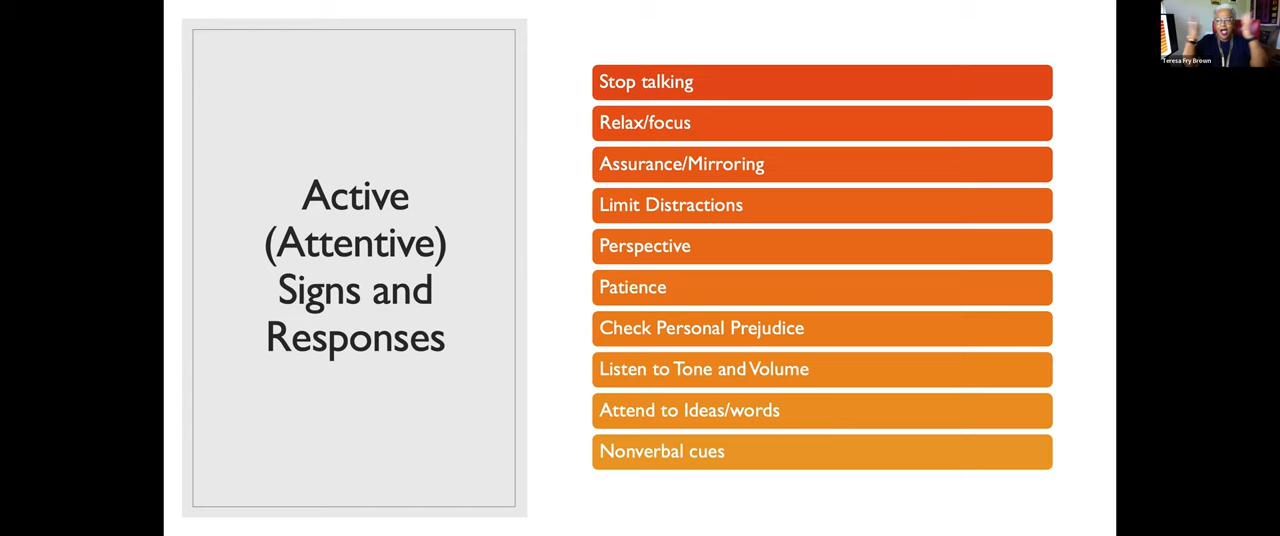 Active
(Attentive)
Signs and
Responses
Stop talking
Relax/focus
Assurance/Mirroring
Limit Distractions
Perspective
Patience
Check Personal Prejudice
Listen to Tone and Volume
Attend to Ideas/words
Nonverbal cues
Teresa Fry Brown